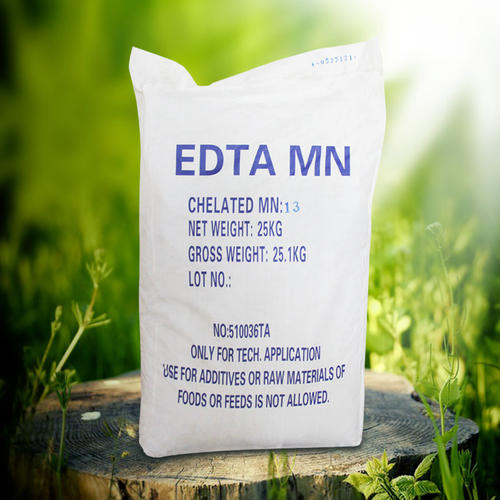 EDTA MN
CHELATED MN:13
NET WEIGHT: 25KG
GROSS WEIGHT: 25.1KG
LOT NO.:
NO:510036TA
ONLY FOR TECH. APPLICATION
USE FOR ADDITIVES OR RAW MATERIALS OF
FOODS OR FEEDS IS NOT ALLOWED.